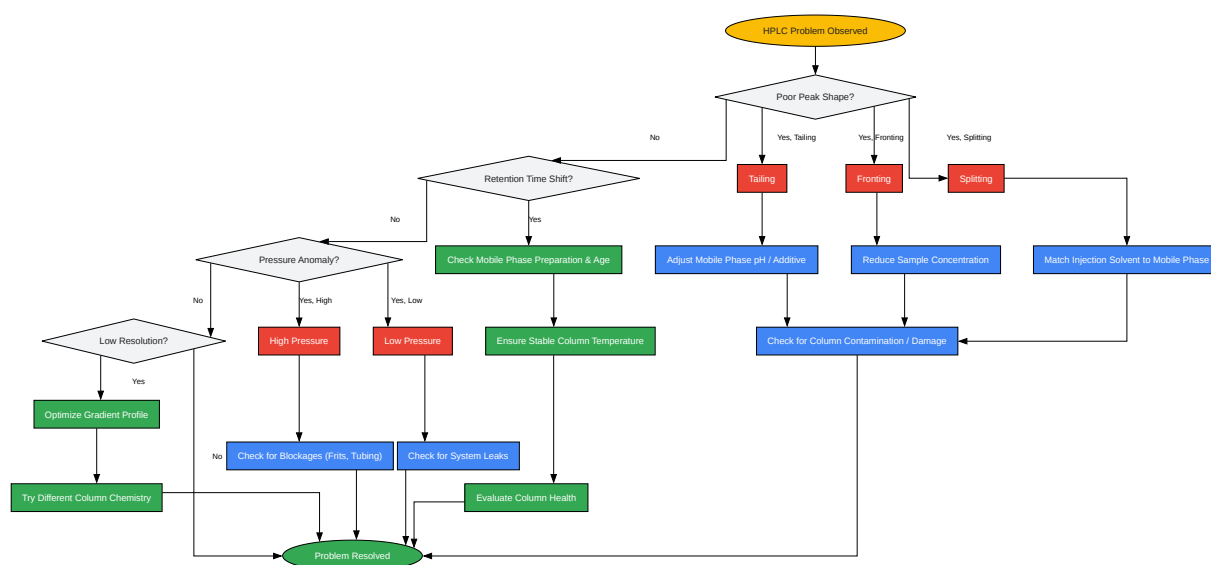 HPLC Problem Observed
Poor Peak Shape?
No
Yes, Tailing
Yes, Fronting
Yes, Splitting
Retention Time Shift?
Tailing
Fronting
Splitting
No
Yes
Pressure Anomaly?
Check Mobile Phase Preparation & Age
Adjust Mobile Phase pH / Additive
Reduce Sample Concentration
Match Injection Solvent to Mobile Phase
No
Yes, High
Yes, Low
Low Resolution?
High Pressure
Low Pressure
Ensure Stable Column Temperature
Check for Column Contamination / Damage
Yes
Optimize Gradient Profile
No
Check for Blockages (Frits, Tubing)
Check for System Leaks
Try Different Column Chemistry
Evaluate Column Health
Problem Resolved